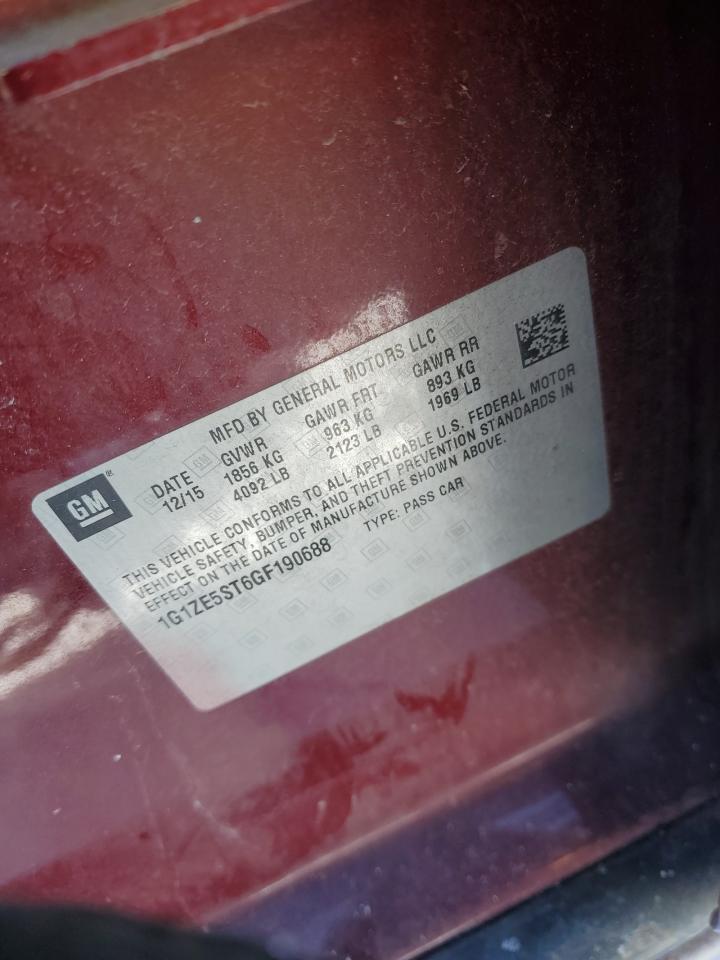 GM®
MFD BY GENERAL MOTORS LLC
DATE GVWR GAWR FRT GAWR RR
12/15 1856 KG 963 KG 893 KG
4092 LB 2123 LB 1969 LB
THIS VEHICLE CONFORMS TO ALL APPLICABLE U.S. FEDERAL MOTOR
VEHICLE SAFETY, BUMPER, AND THEFT PREVENTION STANDARDS IN
EFFECT ON THE DATE OF MANUFACTURE SHOWN ABOVE.
1G1ZE5ST6GF190688 TYPE: PASS CAR